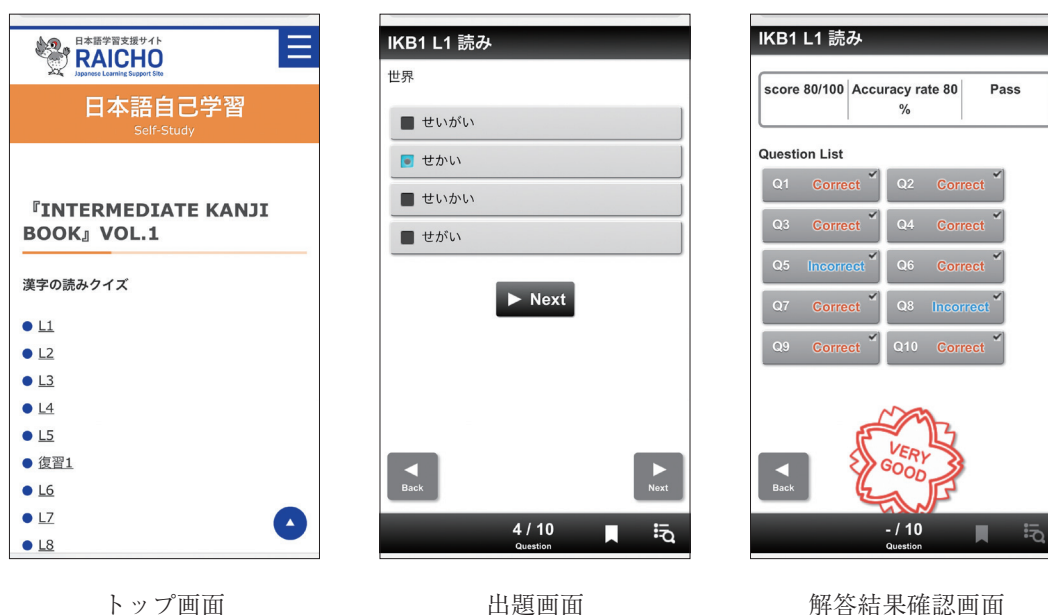 日本語学習支援サイト
RAICHO
Japanese Learning Support Site
日本語自己学習
Self-Study
『INTERMEDIATE KANJI
BOOK』VOL.1
漢字の読みクイズ
L1
L2
L3
L4
L5
復習1
L6
L7
L8
トップ画面
IKB1 L1 読み
世界
せいがい
せかい
せいかい
せがい
Next
Back
Next
4 / 10
Question
出題画面
IKB1 L1 読み
score 80/100
Accuracy rate 80
%
Pass
Question List
Q1 Correct
Q2 Correct
Q3 Correct
Q4 Correct
Q5 Incorrect
Q6 Correct
Q7 Correct
Q8 Incorrect
Q9 Correct
Q10 Correct
VERY
GOOD
Back
- / 10
Question
解答結果確認画面